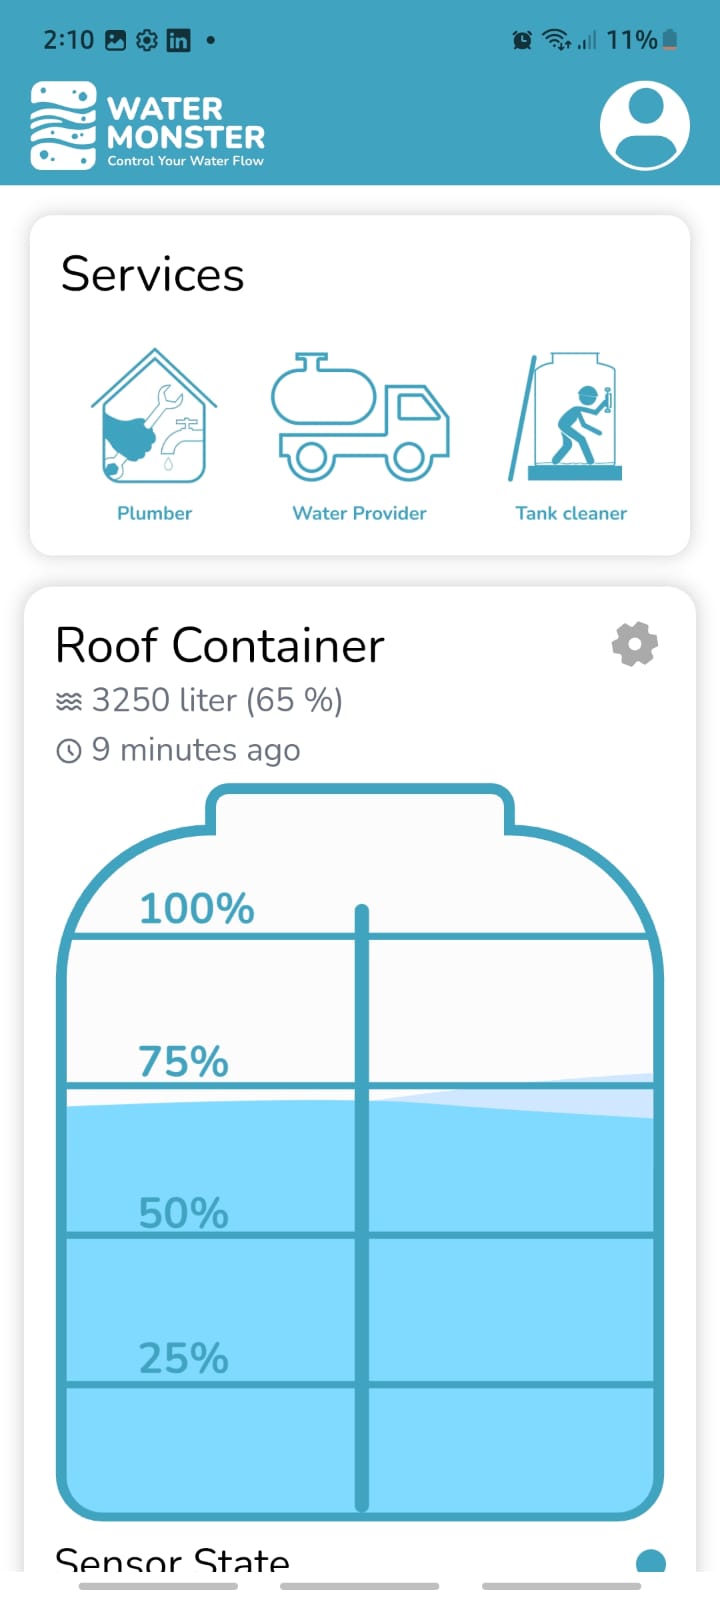 2:10
11%
WATER
MONSTER
Control Your Water Flow
Services
Plumber
Water Provider
Tank cleaner
Roof Container
3250 liter (65 %)
9 minutes ago
100%
75%
50%
25%
Sensor State